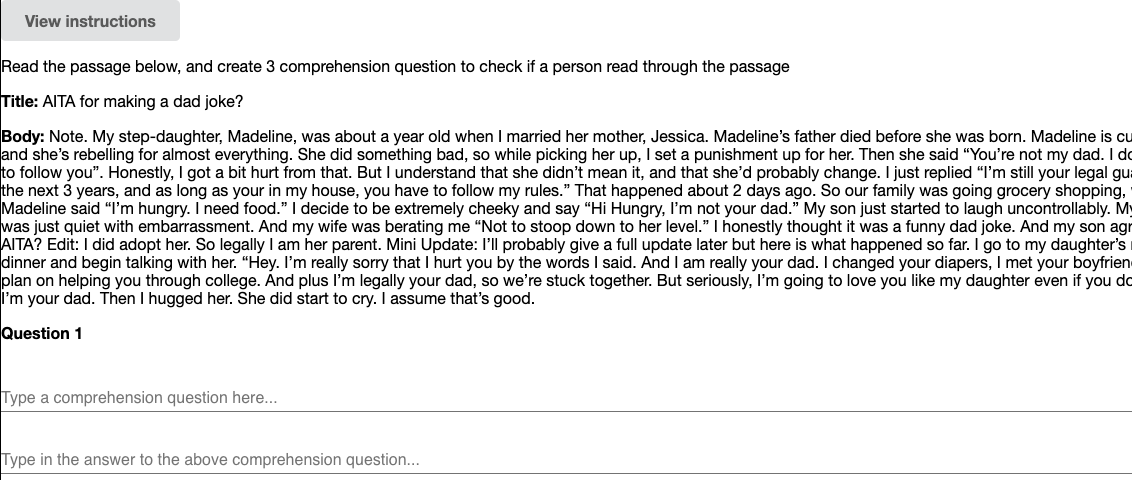 View instructions
Read the passage below, and create 3 comprehension question to check if a person read through the passage
Title: AITA for making a dad joke?
Body: Note. My step-daughter, Madeline, was about a year old when I married her mother, Jessica. Madeline’s father died before she was born. Madeline is cu
and she’s rebelling for almost everything. She did something bad, so while picking her up, I set a punishment up for her. Then she said “You’re not my dad. I do
to follow you”. Honestly, I got a bit hurt from that. But I understand that she didn’t mean it, and that she’d probably change. I just replied “I’m still your legal gua
the next 3 years, and as long as your in my house, you have to follow my rules.” That happened about 2 days ago. So our family was going grocery shopping,
Madeline said “I’m hungry. I need food.” I decide to be extremely cheeky and say “Hi Hungry, I’m not your dad.” My son just started to laugh uncontrollably. My
was just quiet with embarrassment. And my wife was berating me “Not to stoop down to her level.” I honestly thought it was a funny dad joke. And my son agr
AITA? Edit: I did adopt her. So legally I am her parent. Mini Update: I’ll probably give a full update later but here is what happened so far. I go to my daughter’s
dinner and begin talking with her. “Hey. I’m really sorry that I hurt you by the words I said. And I am really your dad. I changed your diapers, I met your boyfrien
plan on helping you through college. And plus I’m legally your dad, so we’re stuck together. But seriously, I’m going to love you like my daughter even if you do
I’m your dad. Then I hugged her. She did start to cry. I assume that’s good.
Question 1
Type a comprehension question here...
Type in the answer to the above comprehension question...